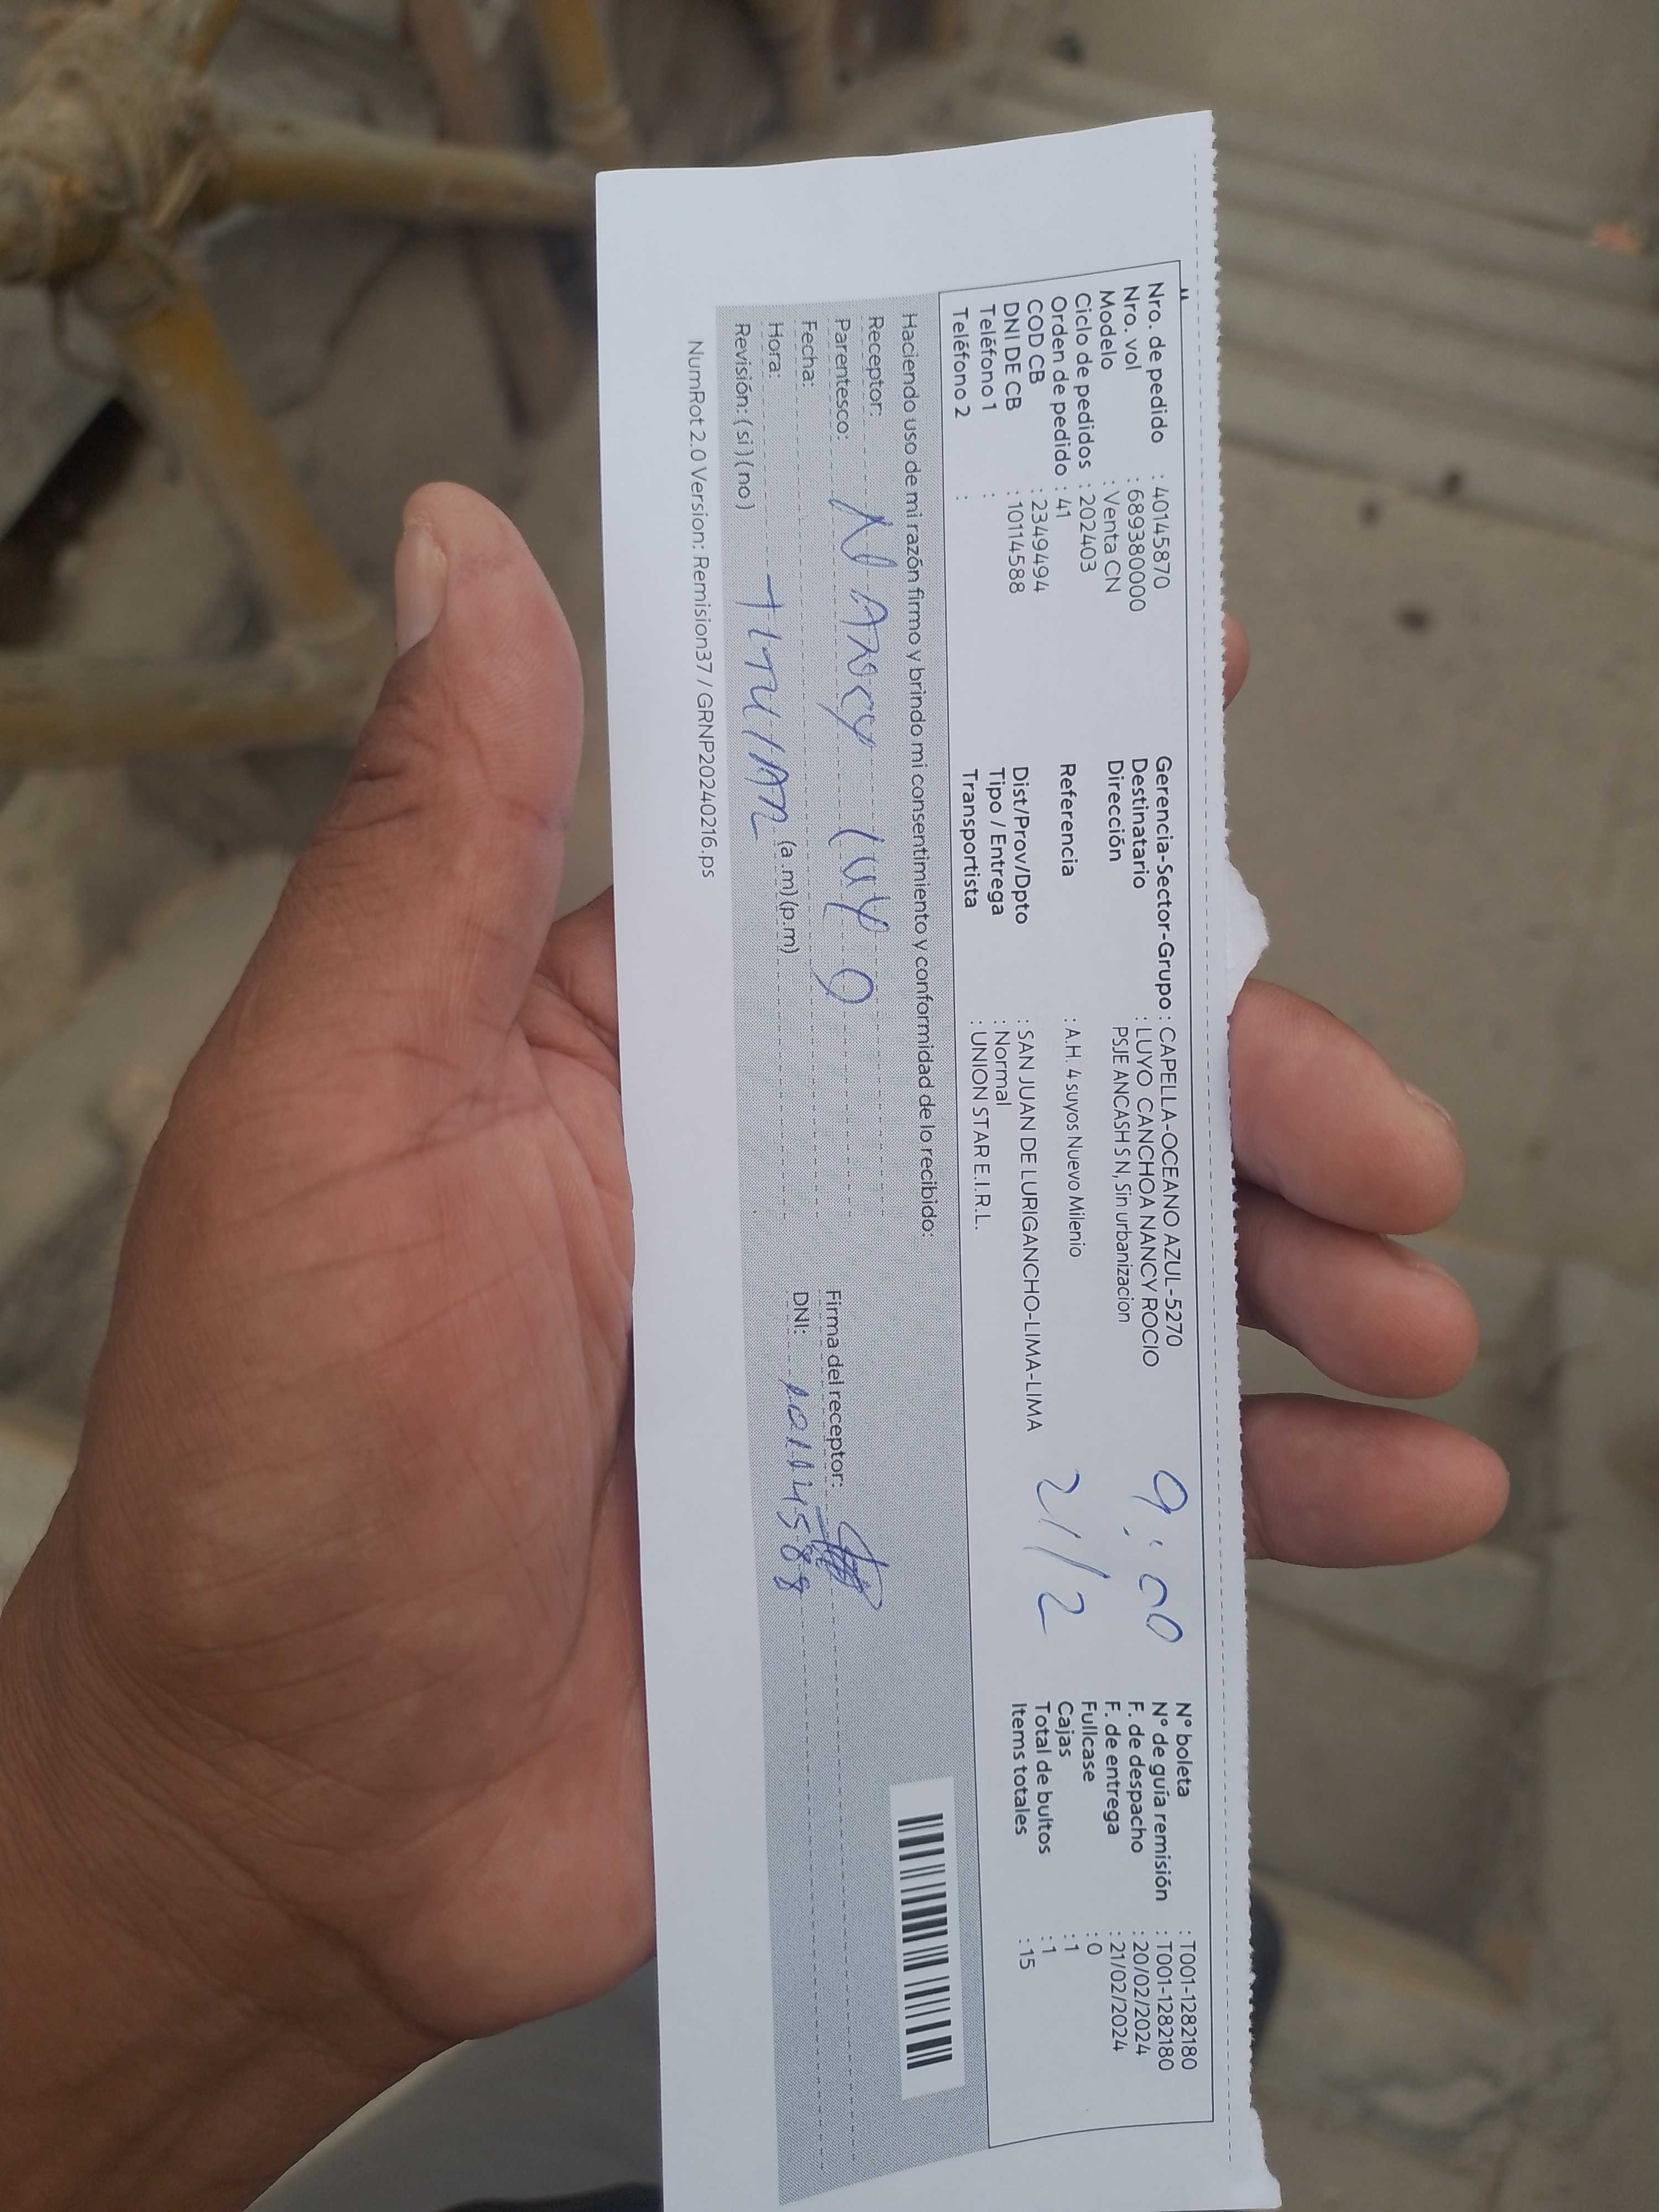 Nro. de pedido : 40145870
Nro. vol : 689380000
Modelo : Venta CN
Ciclo de pedidos : 202403
Orden de pedido : 41
COD CB : 2349494
DNI DE CB : 10114588
Teléfono 1 :
Teléfono 2 :
Gerencia-Sector-Grupo : CAPELLA-OCEANO AZUL-5270
Destinatario : LUYO CANCHOA NANCY ROCIO
Dirección PSJE ANCASH S N, Sin urbanizacion
Referencia : A.H. 4 suyos Nuevo Milenio
Dist/Prov/Dpto : SAN JUAN DE LURIGANCHO-LIMA-LIMA
Tipo / Entrega : Normal
Transportista : UNION STAR E.I.R.L.
9:00
21/2
N° boleta : T001-1282180
N° de guía remisión : T001-1282180
F. de despacho : 20/02/2024
F. de entrega : 21/02/2024
Fullcase : 0
Cajas : 1
Total de bultos : 1
Items totales : 15
Haciendo uso de mi razón firmo y brindo mi consentimiento y conformidad de lo recibido:
Receptor:
Parentesco: NANCY LUYO
Fecha:
Hora: TITULAR (a .m) (p.m)
Revisión: ( si ) ( no )
Firma del receptor:
DNI: 10114588
NumRot 2.0 Version: Remision37 / GRNP20240216.ps